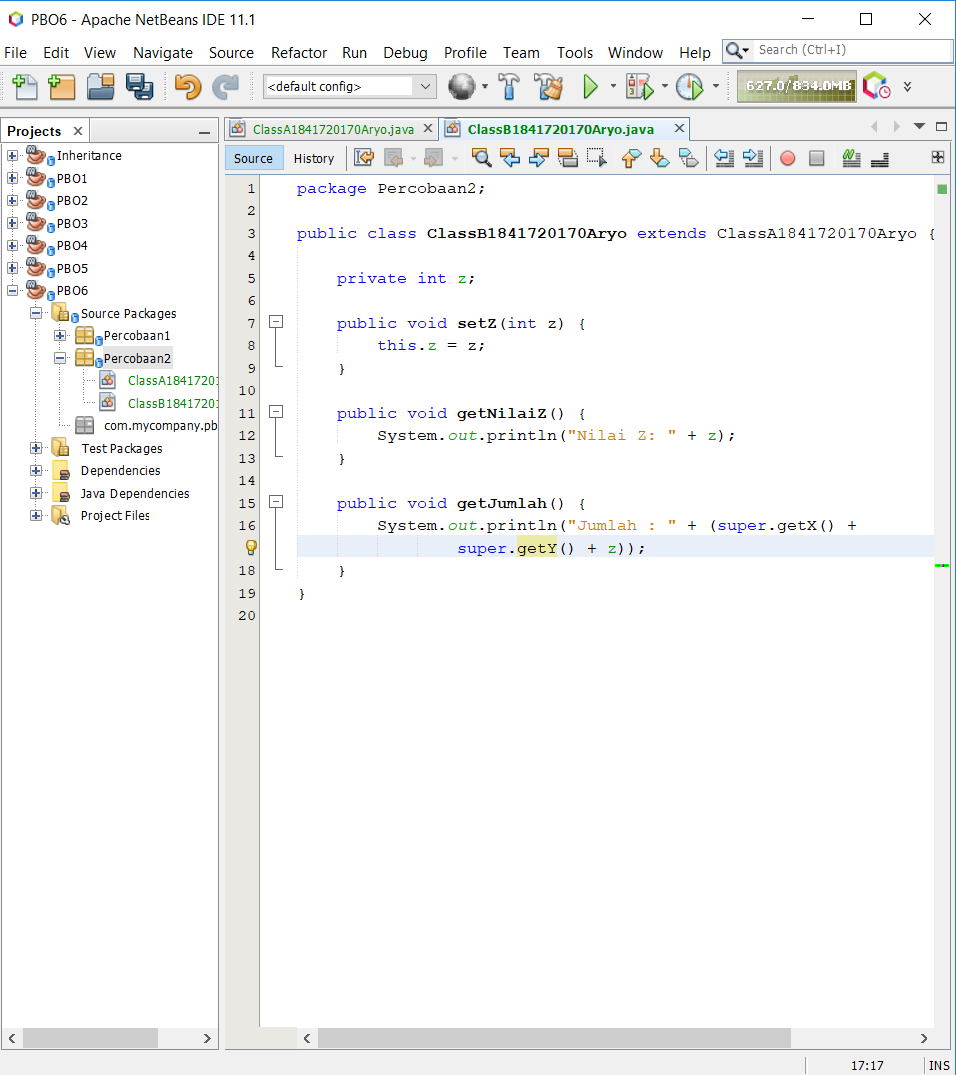 PBO6 - Apache NetBeans IDE 11.1
File Edit View Navigate Source Refactor Run Debug Profile Team Tools Window Help Search (Ctrl+I)
<default config> 627.0/834.0MB
Projects
Inheritance
PBO1
PBO2
PBO3
PBO4
PBO5
PBO6
Source Packages
Percobaan1
Percobaan2
ClassA1841720
ClassB1841720
com.mycompany.pb
Test Packages
Dependencies
Java Dependencies
Project Files
ClassA1841720170Aryo.java ClassB1841720170Aryo.java
Source History
1 package Percobaan2;
2
3 public class ClassB1841720170Aryo extends ClassA1841720170Aryo {
4
5 private int z;
6
7 public void setZ(int z) {
8 this.z = z;
9 }
10
11 public void getNilaiZ() {
12 System.out.println("Nilai Z: " + z);
13 }
14
15 public void getJumlah() {
16 System.out.println("Jumlah : " + (super.getX() +
super.getY() + z));
18 }
19 }
20
17:17 INS